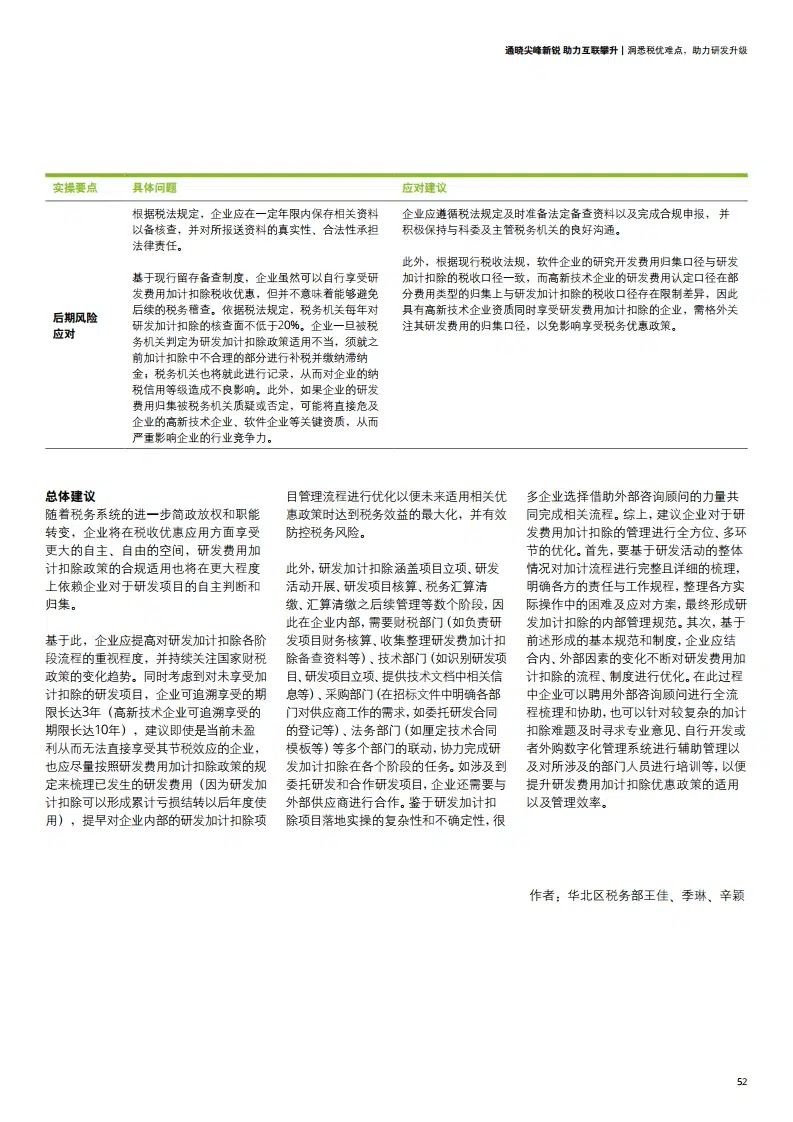 通晓尖峰新锐 助力互联攀升 | 洞悉税优难点，助力研发升级
实操要点
具体问题
应对建议
后期风险
应对
根据税法规定，企业应在一定年限内保存相关资料
以备核查，并对所报送资料的真实性、合法性承担
法律责任。
基于现行留存备查制度，企业虽然可以自行享受研
发费用加计扣除税收优惠，但并不意味着能够避免
后续的税务稽查。依据税法规定，税务机关每年对
研发加计扣除的核查面不低于20%。企业一旦被税
务机关判定为研发加计扣除政策适用不当，须就之
前加计扣除中不合理的部分进行补税并缴纳滞纳
金；税务机关也将就此进行记录，从而对企业的纳
税信用等级造成不良影响。此外，如果企业的研发
费用归集被税务机关质疑或否定，可能将直接危及
企业的高新技术企业、软件企业等关键资质，从而
严重影响企业的行业竞争力。
企业应遵循税法规定及时准备法定备查资料以及完成合规申报， 并
积极保持与科委及主管税务机关的良好沟通。
此外，根据现行税收法规，软件企业的研究开发费用归集口径与研发
加计扣除的税收口径一致，而高新技术企业的研发费用认定口径在部
分费用类型的归集上与研发加计扣除的税收口径存在限制差异，因此
具有高新技术企业资质同时享受研发费用加计扣除的企业，需格外关
注其研发费用的归集口径，以免影响享受税务优惠政策。
总体建议
随着税务系统的进一步简政放权和职能
转变，企业将在税收优惠应用方面享受
更大的自主、自由的空间，研发费用加
计扣除政策的合规适用也将在更大程度
上依赖企业对于研发项目的自主判断和
归集。
基于此，企业应提高对研发加计扣除各阶
段流程的重视程度，并持续关注国家财税
政策的变化趋势。同时考虑到对未享受加
计扣除的研发项目，企业可追溯享受的期
限长达3年（高新技术企业可追溯享受的
期限长达10年），建议即使是当前未盈
利从而无法直接享受其节税效应的企业，
也应尽量按照研发费用加计扣除政策的规
定来梳理已发生的研发费用（因为研发加
计扣除可以形成累计亏损结转以后年度使
用），提早对企业内部的研发加计扣除项
目管理流程进行优化以便未来适用相关优
惠政策时达到税务效益的最大化，并有效
防控税务风险。
此外，研发加计扣除涵盖项目立项、研发
活动开展、研发项目核算、税务汇算清
缴、汇算清缴之后续管理等数个阶段，因
此在企业内部，需要财税部门（如负责研
发项目财务核算、收集整理研发费加计扣
除备查资料等）、技术部门（如识别研发项
目、研发项目立项、提供技术文档中相关信
息等）、采购部门（在招标文件中明确各部
门对供应商工作的需求，如委托研发合同
的登记等）、法务部门（如厘定技术合同
模板等）等多个部门的联动，协力完成研
发加计扣除在各个阶段的任务。如涉及到
委托研发和合作研发项目，企业还需要与
外部供应商进行合作。鉴于研发加计扣
除项目落地实操的复杂性和不确定性，很
多企业选择借助外部咨询顾问的力量共
同完成相关流程。综上，建议企业对于研
发费用加计扣除的管理进行全方位、多环
节的优化。首先，要基于研发活动的整体
情况对加计流程进行完整且详细的梳理，
明确各方的责任与工作规程，整理各方实
际操作中的困难及应对方案，最终形成研
发加计扣除的内部管理规范。其次，基于
前述形成的基本规范和制度，企业应结
合内、外部因素的变化不断对研发费用加
计扣除的流程、制度进行优化。在此过程
中企业可以聘用外部咨询顾问进行全流
程梳理和协助，也可以针对较复杂的加计
扣除难题及时寻求专业意见、自行开发或
者外购数字化管理系统进行辅助管理以
及对所涉及的部门人员进行培训等，以便
提升研发费用加计扣除优惠政策的适用
以及管理效率。
作者：华北区税务部王佳、季琳、辛颖
52